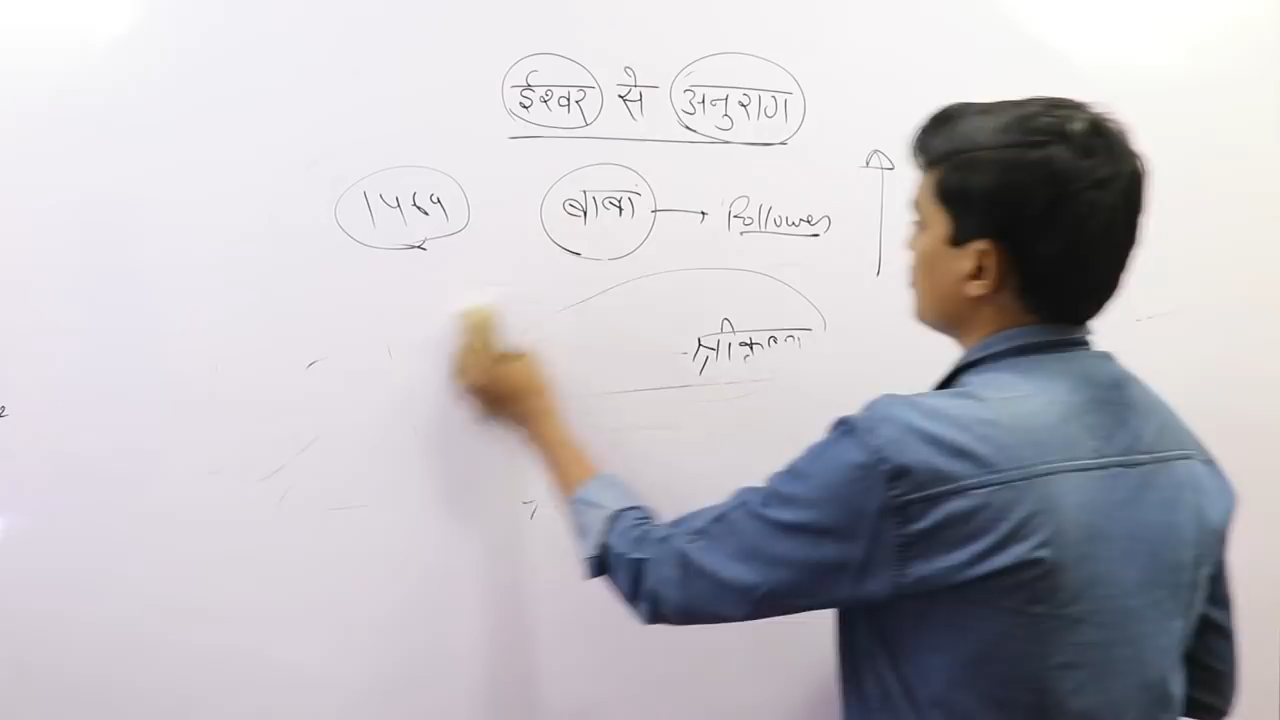 ईश्वर से अनुराग
1469 बाबा → Followers
श्रीकृष्ण